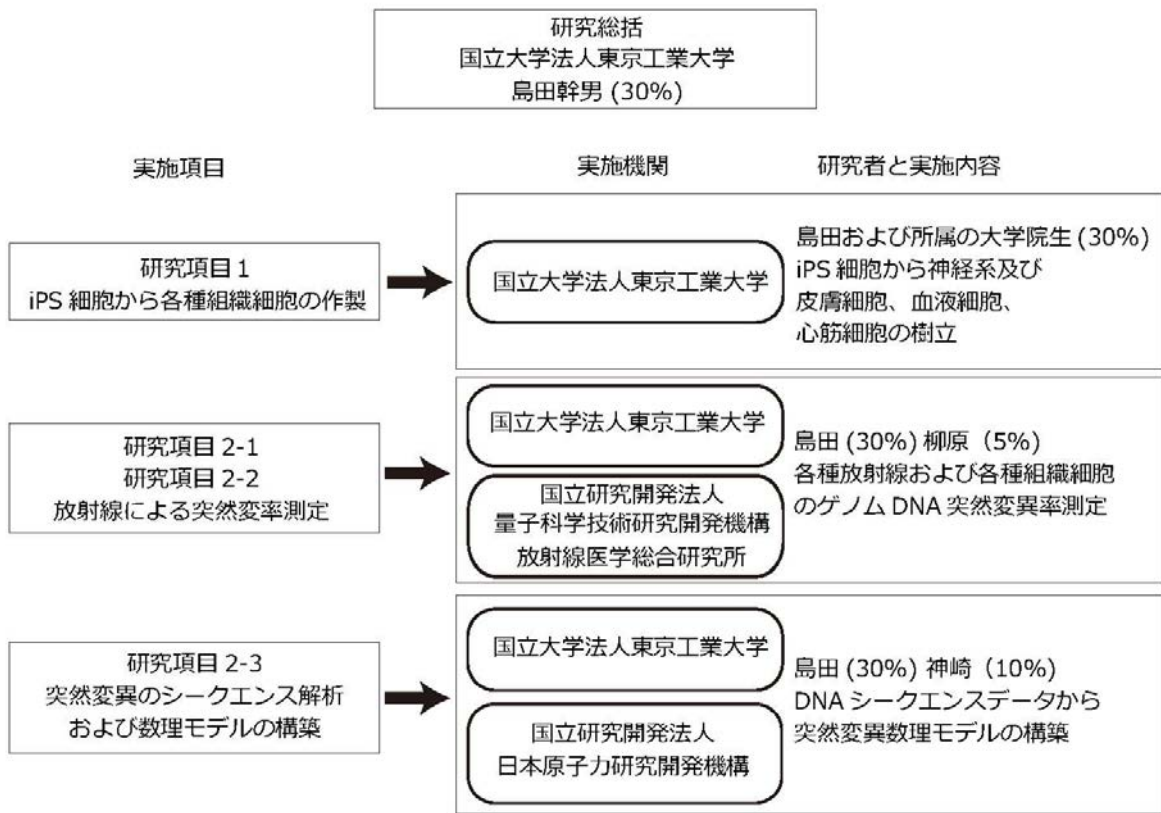 研究総括
国立大学法人東京工業大学
島田幹男 (30%)
実施項目
実施機関
研究者と実施内容
研究項目 1
iPS 細胞から各種組織細胞の作製
国立大学法人東京工業大学
島田および所属の大学院生 (30%)
iPS 細胞から神経系及び
皮膚細胞、血液細胞、
心筋細胞の樹立
研究項目 2-1
研究項目 2-2
放射線による突然変率測定
国立大学法人東京工業大学
国立研究開発法人
量子科学技術研究開発機構
放射線医学総合研究所
島田 (30%) 柳原（5%）
各種放射線および各種組織細胞
のゲノム DNA 突然変異率測定
研究項目 2-3
突然変異のシークエンス解析
および数理モデルの構築
国立大学法人東京工業大学
国立研究開発法人
日本原子力研究開発機構
島田 (30%) 神崎（10%）
DNA シークエンスデータから
突然変異数理モデルの構築